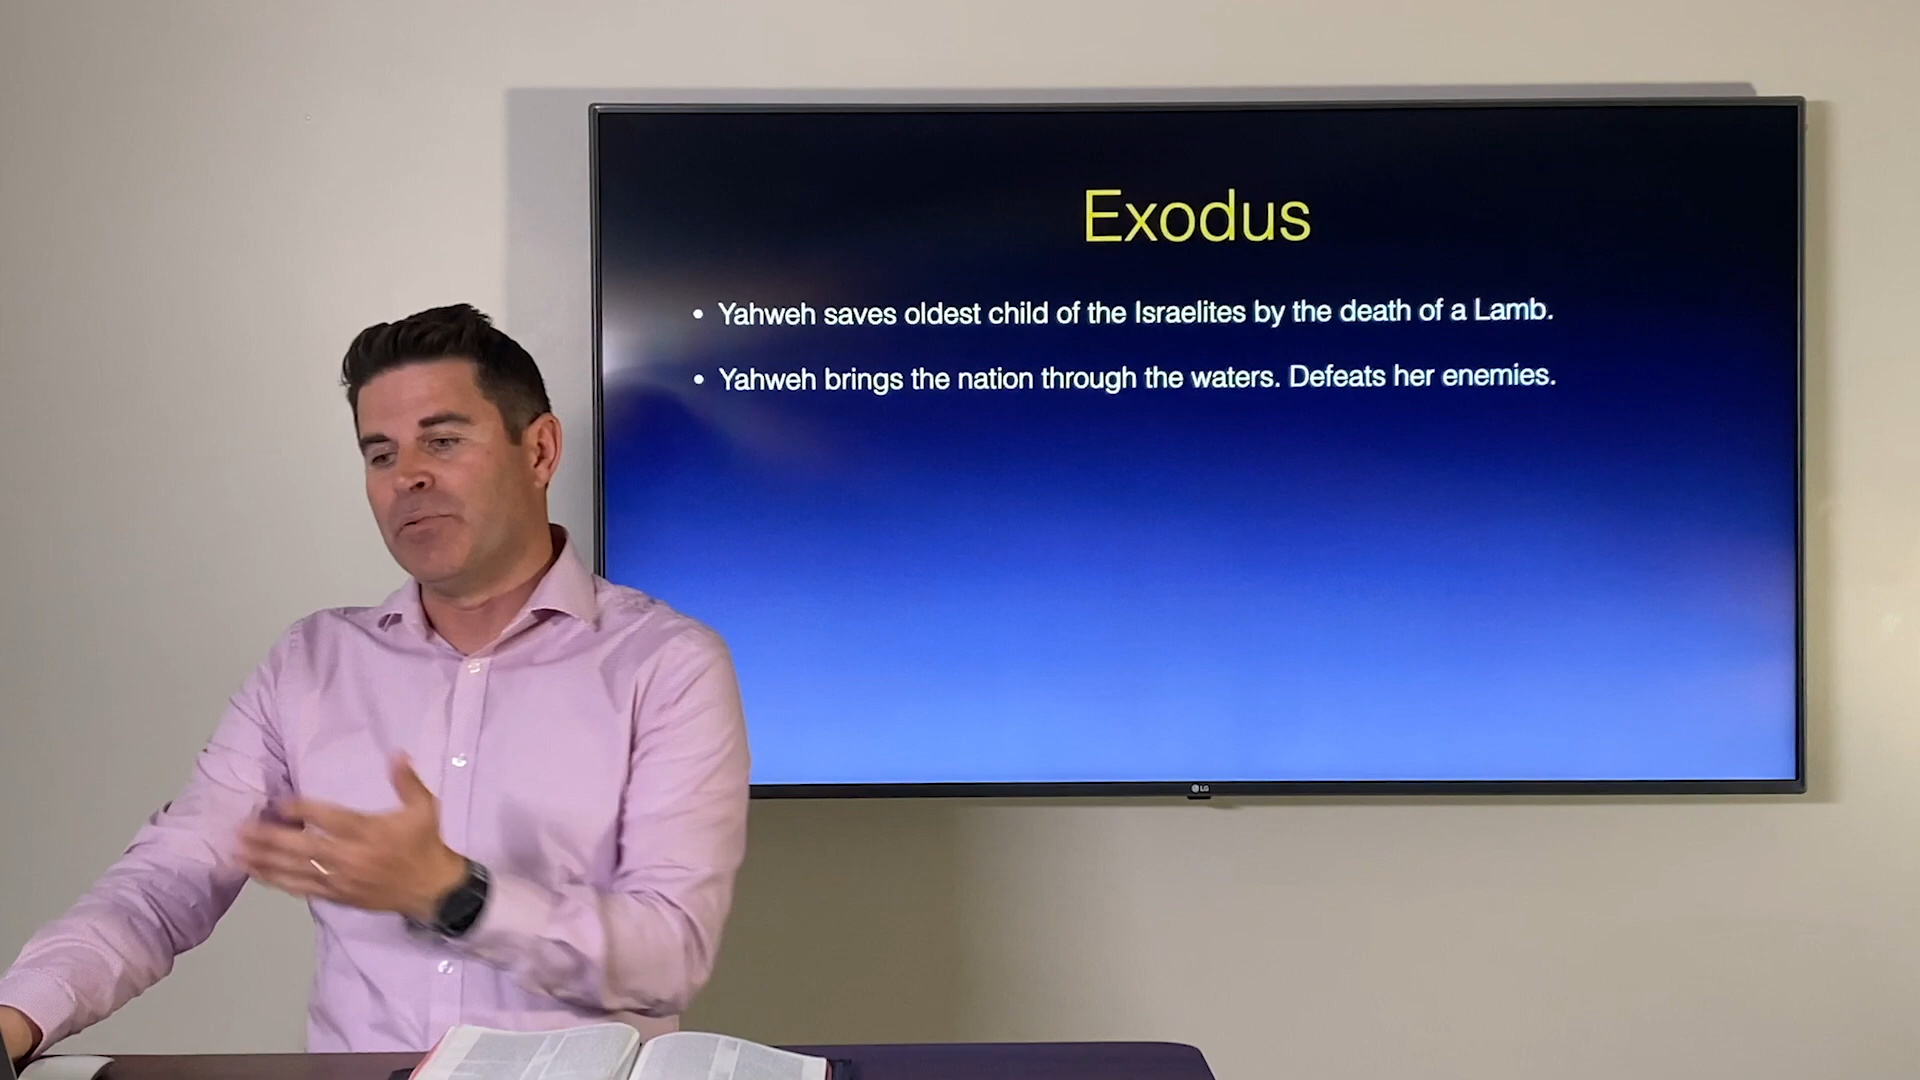 Exodus
• Yahweh saves oldest child of the Israelites by the death of a Lamb.
• Yahweh brings the nation through the waters. Defeats her enemies.
LG